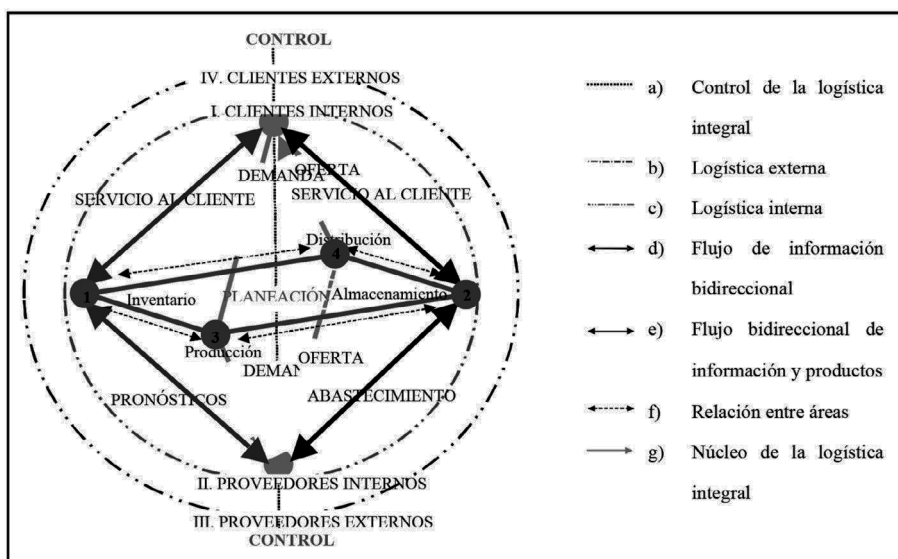 CONTROL
IV. CLIENTES EXTERNOS
I. CLIENTES INTERNOS
OFERTA
DEMANDA
SERVICIO AL CLIENTE
SERVICIO AL CLIENTE
Distribución
4
1
Inventario
PLANEACIÓN
Almacenamiento
2
3
Producción
OFERTA
DEMAN
PRONÓSTICOS
ABASTECIMIENTO
II. PROVEEDORES INTERNOS
III. PROVEEDORES EXTERNOS
CONTROL
a) Control de la logística
integral
b) Logística externa
c) Logística interna
d) Flujo de información
bidireccional
e) Flujo bidireccional de
información y productos
f) Relación entre áreas
g) Núcleo de la logística
integral